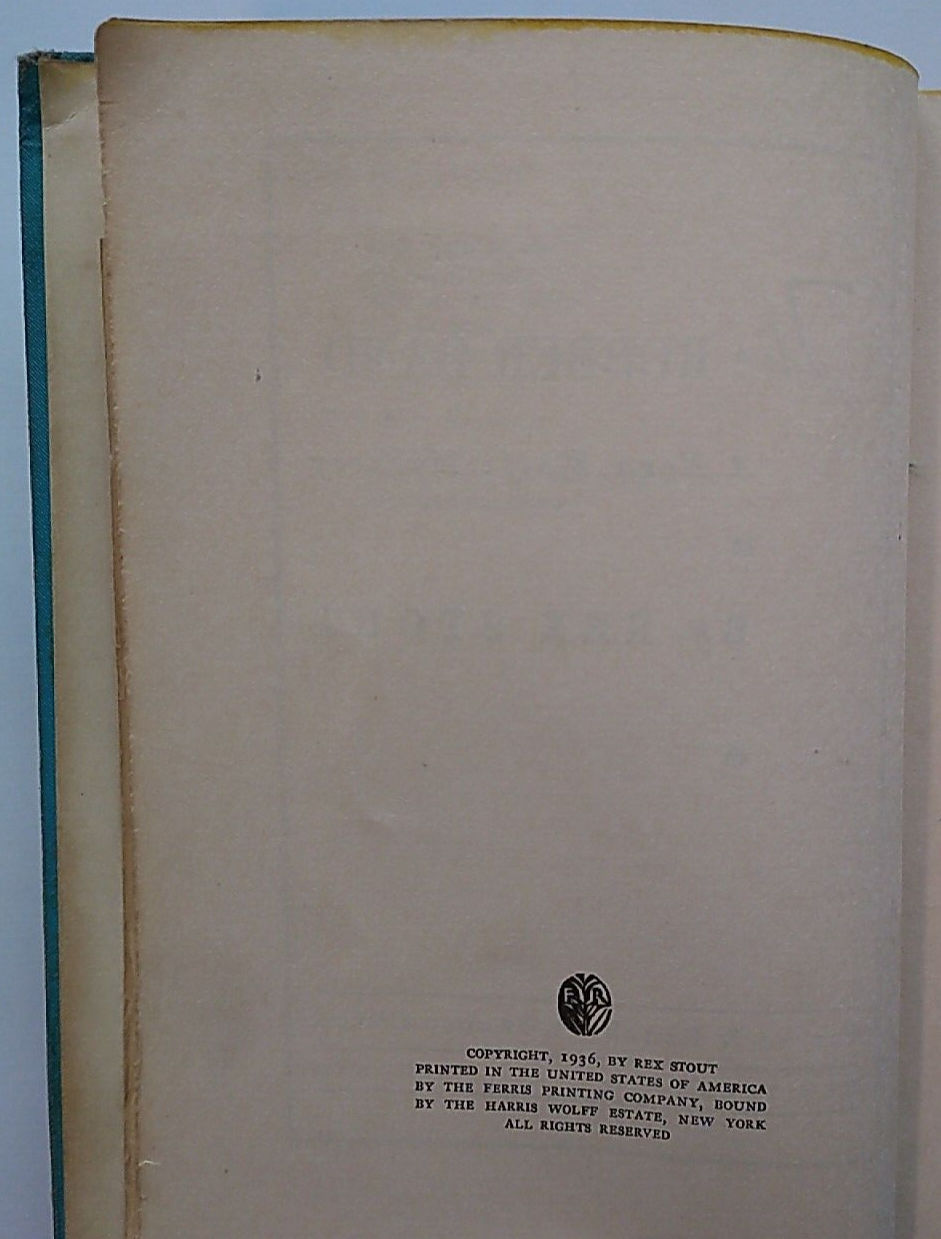 F R
COPYRIGHT, 1936, BY REX STOUT
PRINTED IN THE UNITED STATES OF AMERICA
BY THE FERRIS PRINTING COMPANY, BOUND
BY THE HARRIS WOLFF ESTATE, NEW YORK
ALL RIGHTS RESERVED